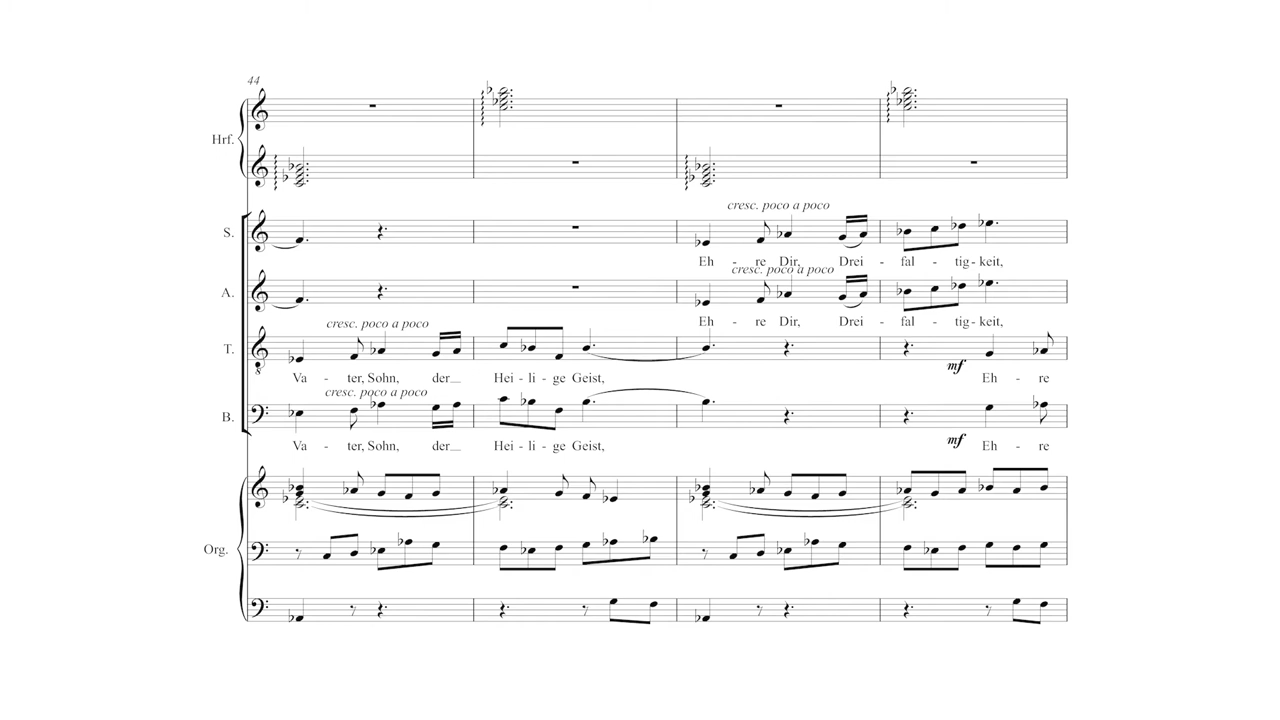 44
Hrf.
cresc. poco a poco
S.
Eh - re Dir, Drei - fal - tig - keit,
cresc. poco a poco
A.
Eh - re Dir, Drei - fal - tig - keit,
cresc. poco a poco
T.
mf
Va - ter, Sohn, der__ Hei - li - ge Geist, Eh - re
cresc. poco a poco
B.
mf
Va - ter, Sohn, der__ Hei - li - ge Geist, Eh - re
Org.